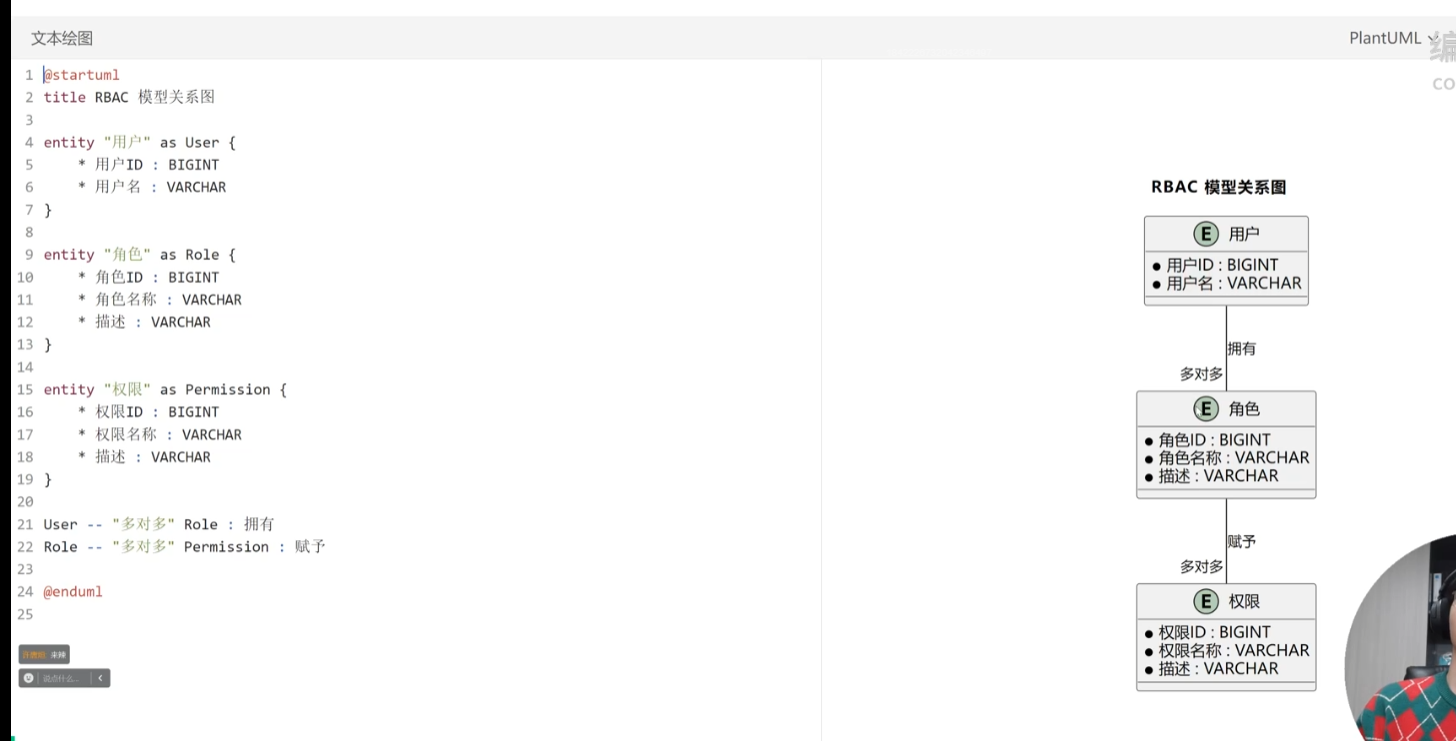 文本绘图
PlantUML
编
CO
1 @startuml
2 title RBAC 模型关系图
3
4 entity "用户" as User {
5 * 用户ID : BIGINT
6 * 用户名 : VARCHAR
7 }
8
9 entity "角色" as Role {
10 * 角色ID : BIGINT
11 * 角色名称 : VARCHAR
12 * 描述 : VARCHAR
13 }
14
15 entity "权限" as Permission {
16 * 权限ID : BIGINT
17 * 权限名称 : VARCHAR
18 * 描述 : VARCHAR
19 }
20
21 User -- "多对多" Role : 拥有
22 Role -- "多对多" Permission : 赋予
23
24 @enduml
25
来辣
说点什么...
RBAC 模型关系图
E 用户
用户ID : BIGINT
用户名 : VARCHAR
拥有
多对多
E 角色
角色ID : BIGINT
角色名称 : VARCHAR
描述 : VARCHAR
赋予
多对多
E 权限
权限ID : BIGINT
权限名称 : VARCHAR
描述 : VARCHAR